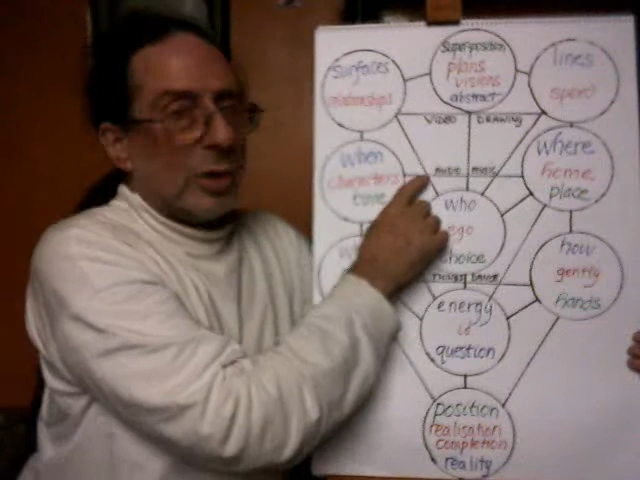 Superposition
plans
visions
abstract
surfaces
relationships
lines
speed
VIDEO DRAWING
when
characters
time
where
home
place
AUDIO MUSIC
who
ego
choice
how
gently
hands
energy
id
question
position
realisation
completion
reality